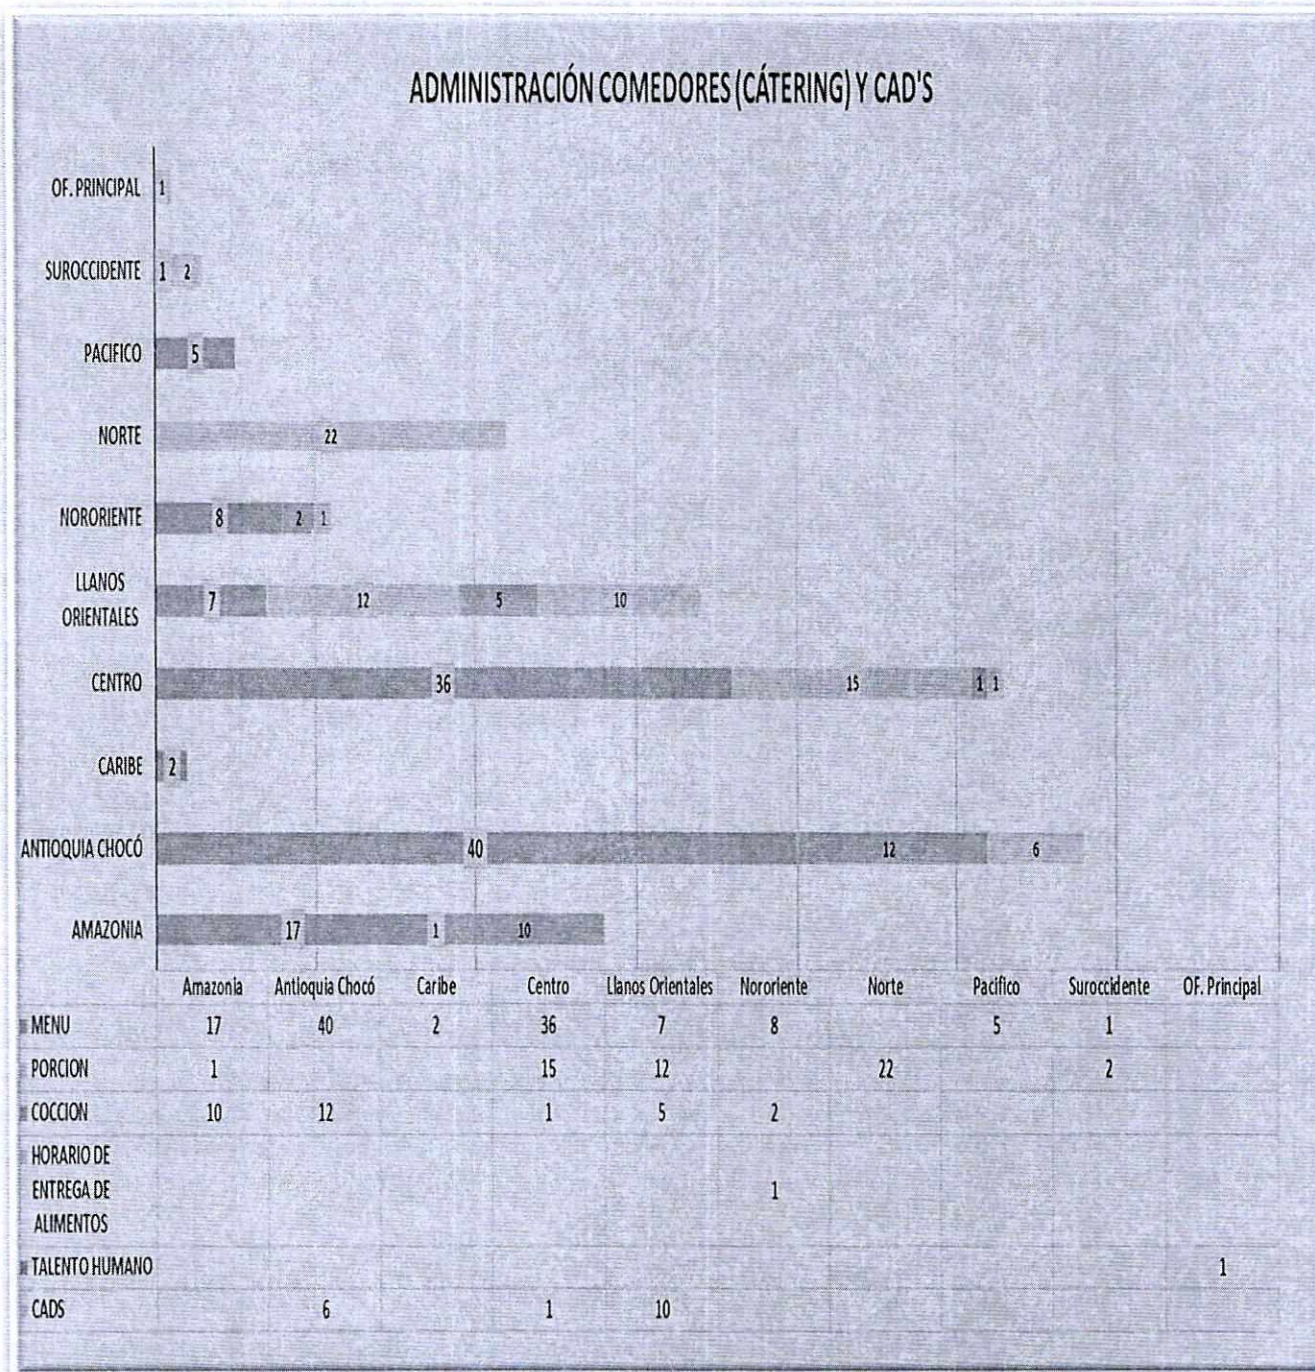 ADMINISTRACIÓN COMEDORES (CÁTERING) Y CAD'S
OF. PRINCIPAL 1
SUROCCIDENTE 1 2
PACIFICO 5
NORTE 22
NORORIENTE 8 2 1
LLANOS
ORIENTALES 7 12 5 10
CENTRO 36 15 1 1
CARIBE 2
ANTIOQUIA CHOCÓ 40 12 6
AMAZONIA 17 1 10
Amazonia Antioquia Chocó Caribe Centro Llanos Orientales Nororiente Norte Pacífico Suroccidente OF. Principal
MENU 17 40 2 36 7 8 5 1
PORCION 1 15 12 22 2
COCCION 10 12 1 5 2
HORARIO DE
ENTREGA DE 1
ALIMENTOS
TALENTO HUMANO 1
CADS 6 1 10